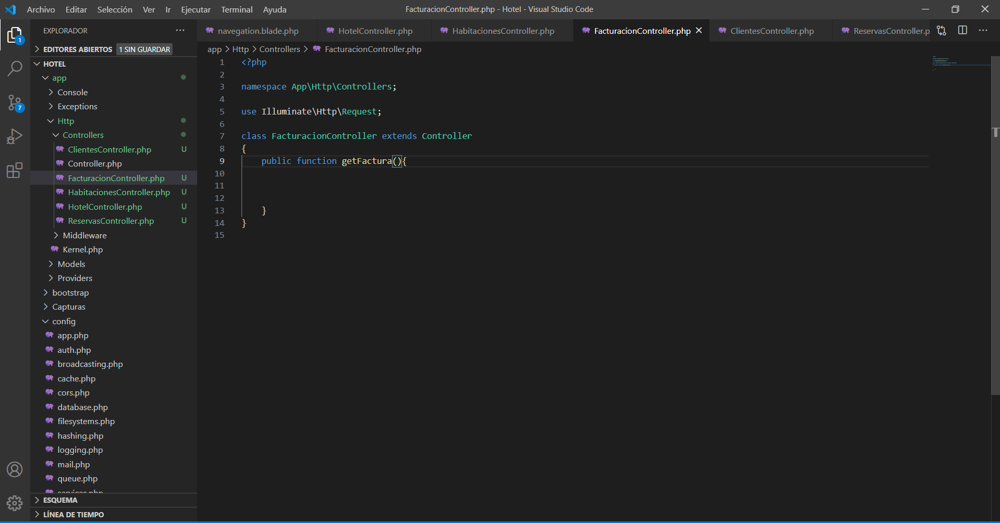 Archivo Editar Selección Ver Ir Ejecutar Terminal Ayuda
FacturacionController.php - Hotel - Visual Studio Code
EXPLORADOR
navegation.blade.php HotelController.php HabitacionesController.php FacturacionController.php ClientesController.php ReservasController.p
1
7
EDITORES ABIERTOS 1 SIN GUARDAR
HOTEL
app
Console
Exceptions
Http
Controllers
ClientesController.php U
Controller.php
FacturacionController.php U
HabitacionesController.php U
HotelController.php U
ReservasController.php U
Middleware
Kernel.php
Models
Providers
bootstrap
Capturas
config
app.php
auth.php
broadcasting.php
cache.php
cors.php
database.php
filesystems.php
hashing.php
logging.php
mail.php
queue.php
services.php
ESQUEMA
LÍNEA DE TIEMPO
app > Http > Controllers > FacturacionController.php
1 <?php
2
3 namespace App\Http\Controllers;
4
5 use Illuminate\Http\Request;
6
7 class FacturacionController extends Controller
8 {
9 public function getFactura(){
10
11
12
13 }
14 }
15